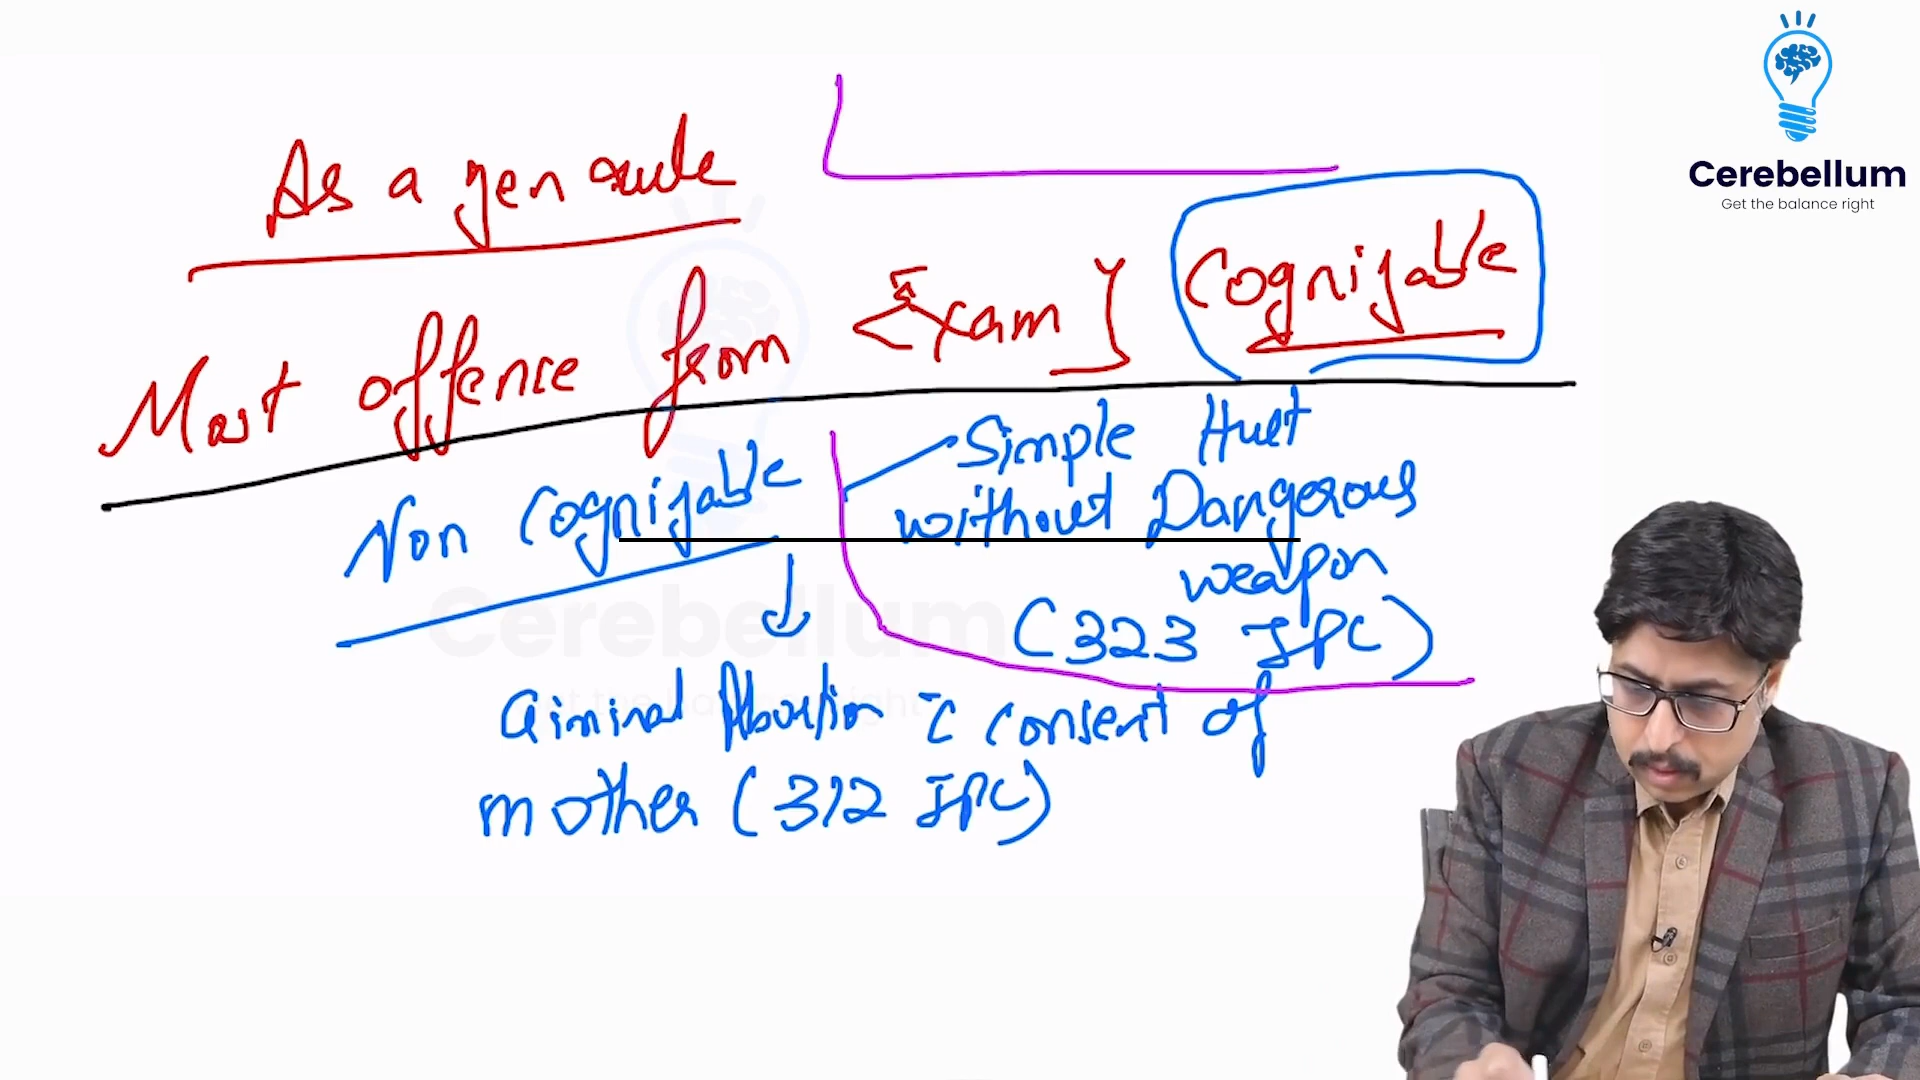 Cerebellum
Get the balance right
As a gen rule
Most offence from Exam } Cognizable
Non Cognizable
Simple Hurt
without Dangerous
weapon
(323 IPC)
Criminal Abortion c̄ consent of
mother (312 IPC)